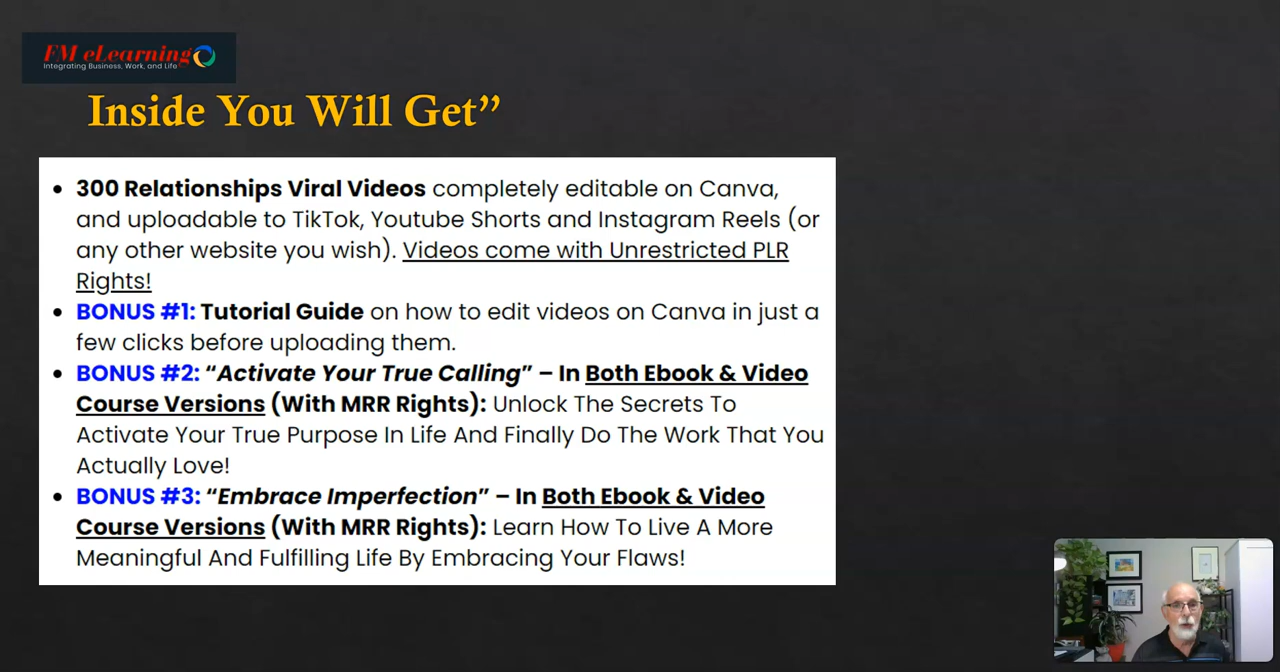 FM eLearning
Integrating Business, Work, and Life
Inside You Will Get”
• 300 Relationships Viral Videos completely editable on Canva,
and uploadable to TikTok, Youtube Shorts and Instagram Reels (or
any other website you wish). Videos come with Unrestricted PLR
Rights!
• BONUS #1: Tutorial Guide on how to edit videos on Canva in just a
few clicks before uploading them.
• BONUS #2: “Activate Your True Calling” – In Both Ebook & Video
Course Versions (With MRR Rights): Unlock The Secrets To
Activate Your True Purpose In Life And Finally Do The Work That You
Actually Love!
• BONUS #3: “Embrace Imperfection” – In Both Ebook & Video
Course Versions (With MRR Rights): Learn How To Live A More
Meaningful And Fulfilling Life By Embracing Your Flaws!